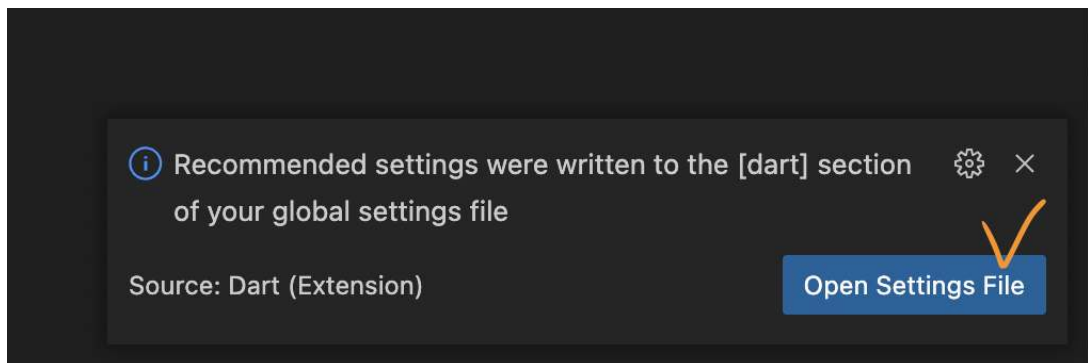 Recommended settings were written to the [dart] section
of your global settings file
Source: Dart (Extension)
Open Settings File